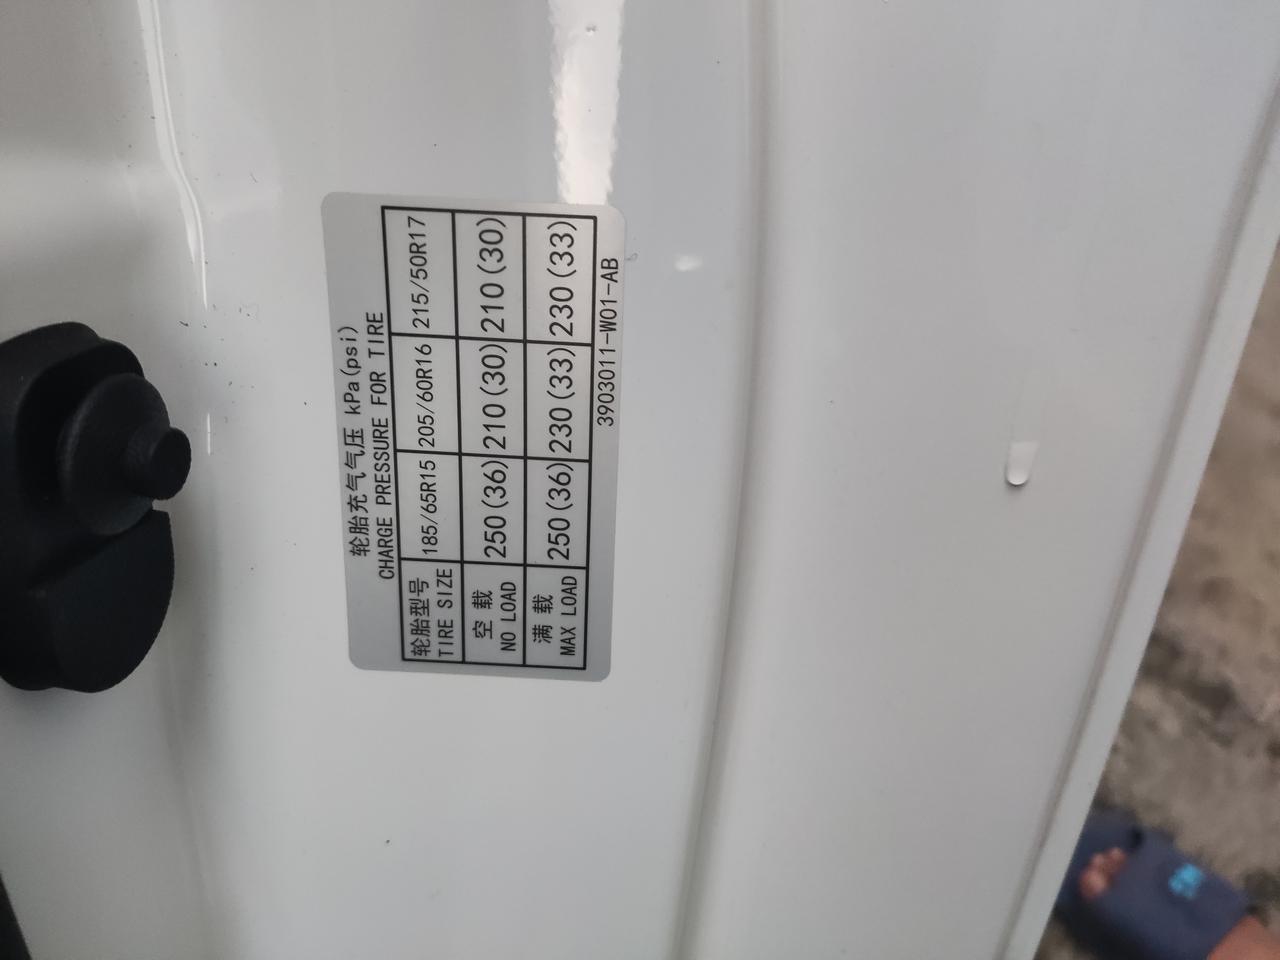 轮胎充气气压 kPa(psi)
CHARGE PRESSURE FOR TIRE
轮胎型号
TIRE SIZE
185/65R15 205/60R16 215/50R17
空 载
NO LOAD
250(36) 210(30) 210(30)
满 载
MAX LOAD
250(36) 230(33) 230(33)
3903011-W01-AB